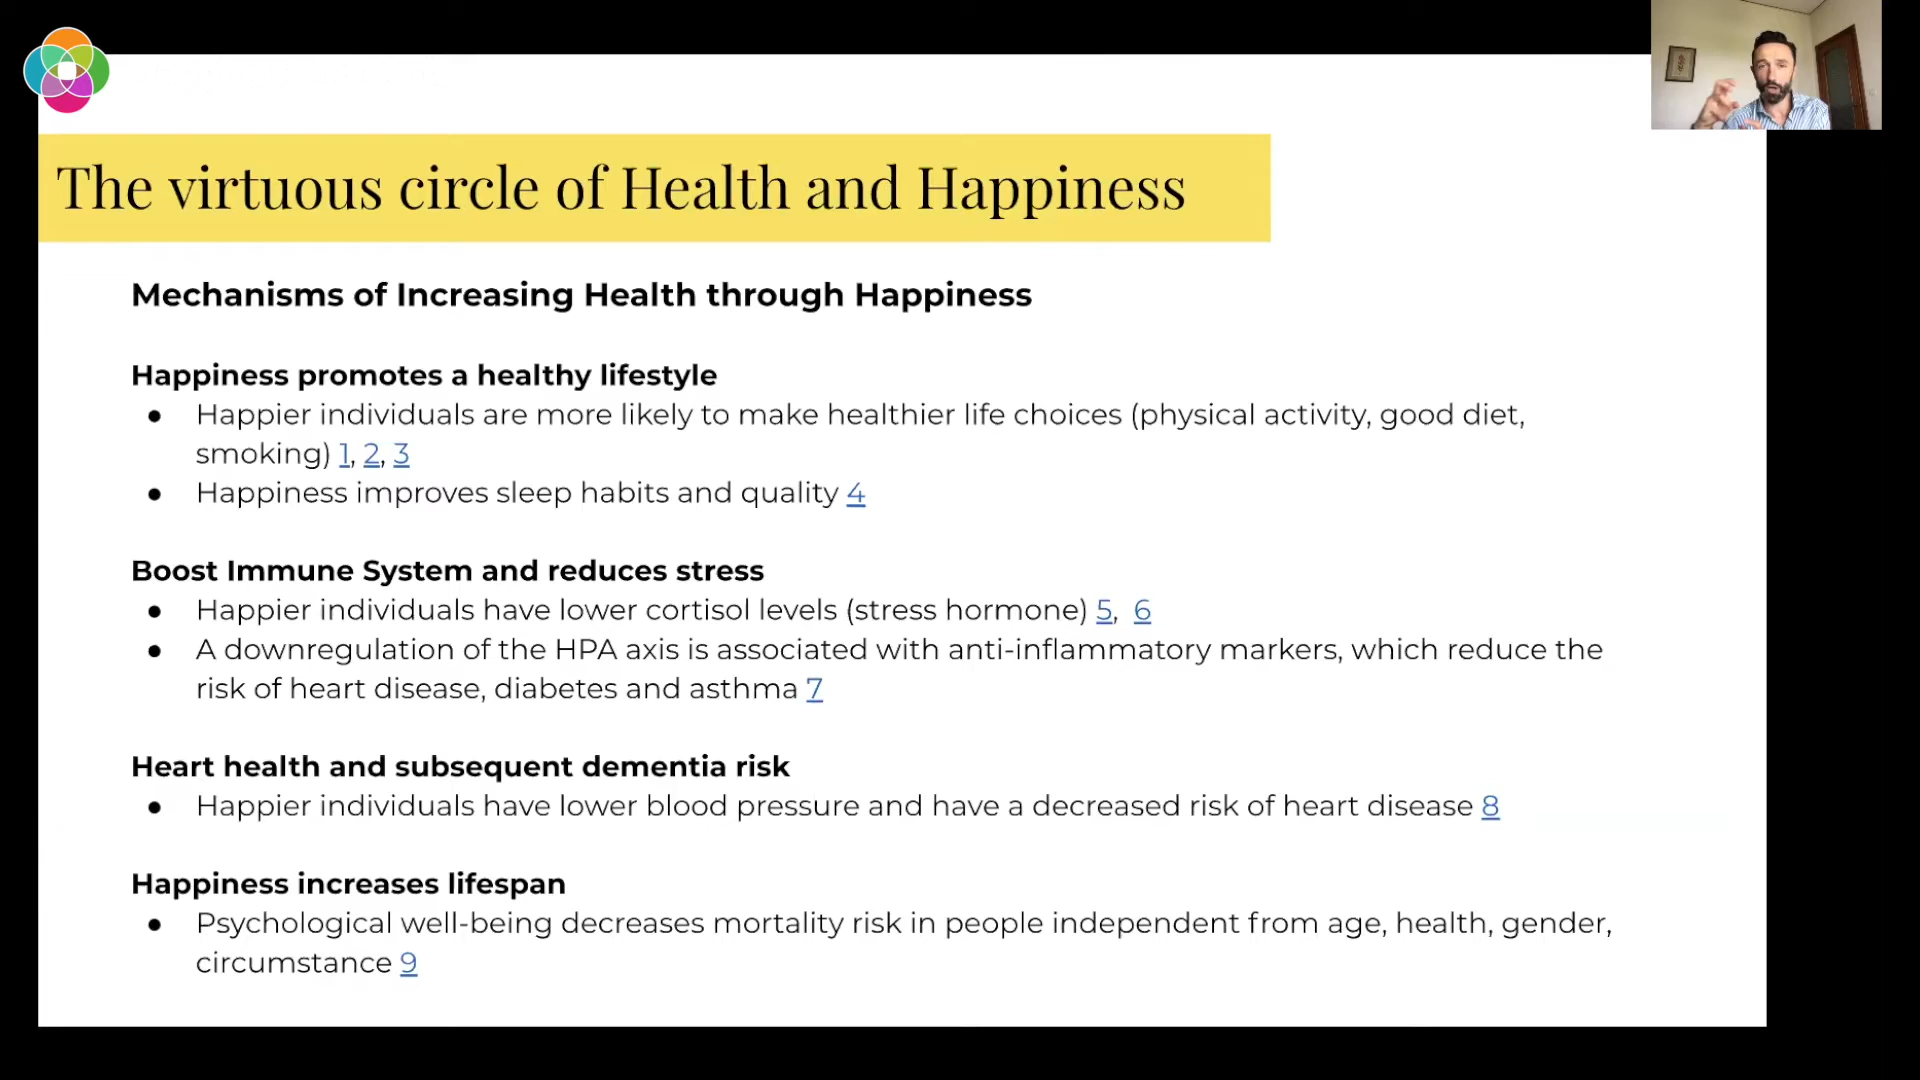 The virtuous circle of Health and Happiness
Mechanisms of Increasing Health through Happiness
Happiness promotes a healthy lifestyle
● Happier individuals are more likely to make healthier life choices (physical activity, good diet,
smoking) 1, 2, 3
● Happiness improves sleep habits and quality 4
Boost Immune System and reduces stress
● Happier individuals have lower cortisol levels (stress hormone) 5, 6
● A downregulation of the HPA axis is associated with anti-inflammatory markers, which reduce the
risk of heart disease, diabetes and asthma 7
Heart health and subsequent dementia risk
● Happier individuals have lower blood pressure and have a decreased risk of heart disease 8
Happiness increases lifespan
● Psychological well-being decreases mortality risk in people independent from age, health, gender,
circumstance 9